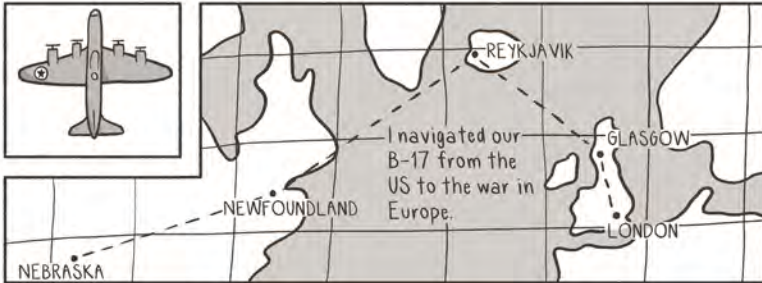 REYKJAVIK
I navigated our
B-17 from the
US to the war in
Europe.
GLASGOW
NEWFOUNDLAND
LONDON
NEBRASKA